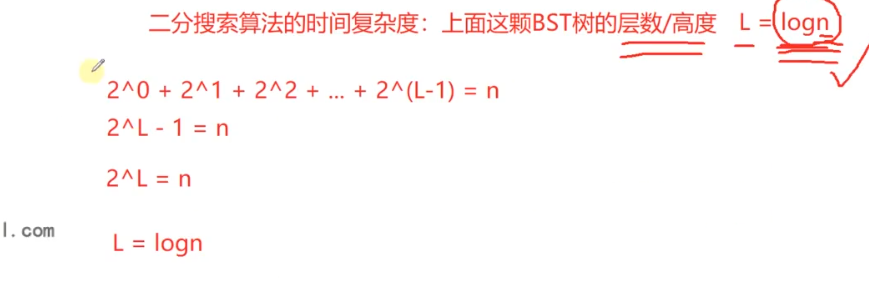 二分搜索算法的时间复杂度：上面这颗BST树的层数/高度 L = logn
2^0 + 2^1 + 2^2 + ... + 2^(L-1) = n
2^L - 1 = n
2^L = n
l.com
L = logn